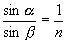 sin α / sin β = 1 / n